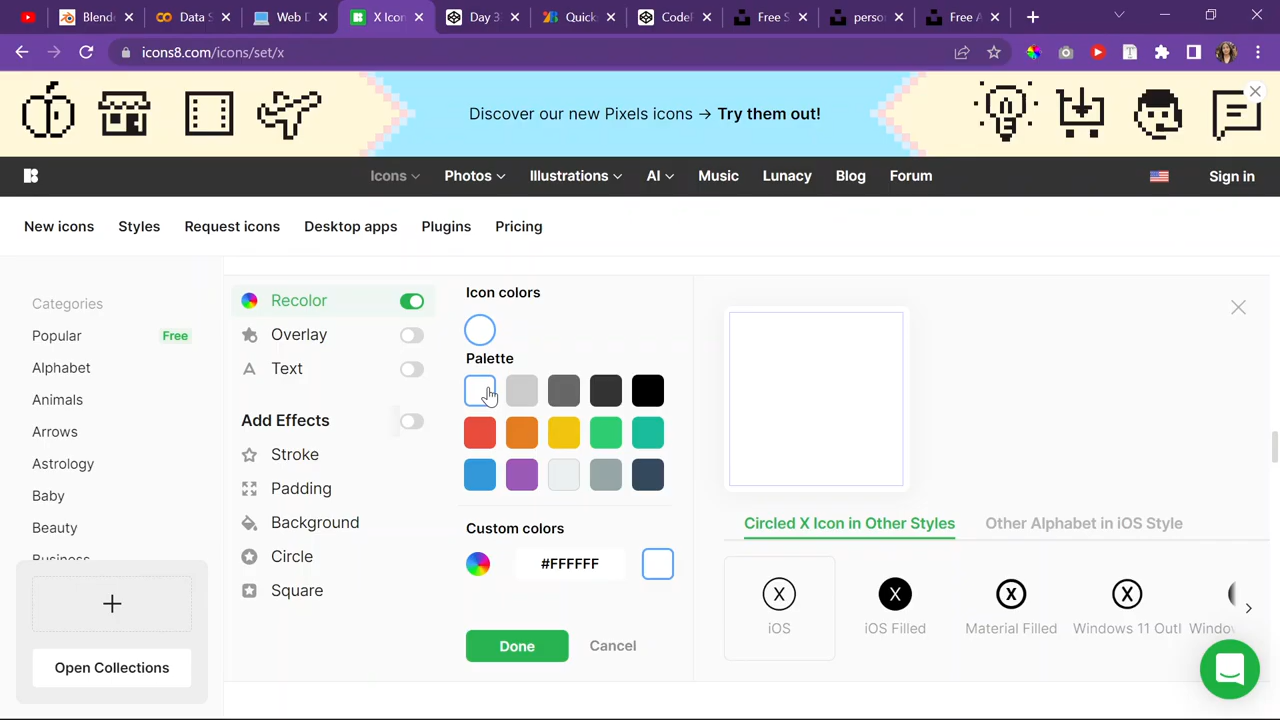 Blende
Data S
Web D
X Icon
Day 3
Quick
CodeP
Free S
perso
Free A
icons8.com/icons/set/x
Discover our new Pixels icons → Try them out!
Icons Photos Illustrations AI Music Lunacy Blog Forum Sign in
New icons Styles Request icons Desktop apps Plugins Pricing
Categories
Popular Free
Alphabet
Animals
Arrows
Astrology
Baby
Beauty
Business
Open Collections
Recolor
Overlay
Text
Add Effects
Stroke
Padding
Background
Circle
Square
Icon colors
Palette
Custom colors
#FFFFFF
Done Cancel
Circled X Icon in Other Styles Other Alphabet in iOS Style
iOS iOS Filled Material Filled Windows 11 Outl Windo